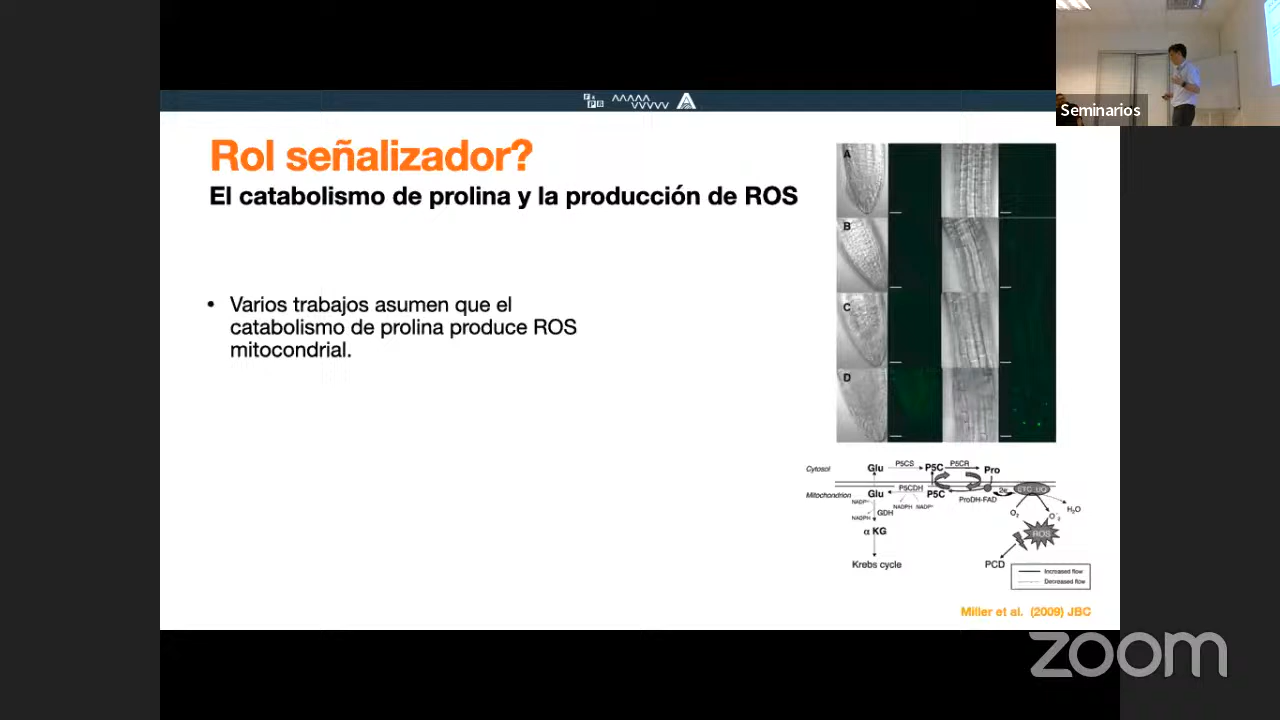 Seminarios
Rol señalizador?
El catabolismo de prolina y la producción de ROS
• Varios trabajos asumen que el
catabolismo de prolina produce ROS
mitocondrial.
A
B
C
D
Cytosol
Glu
P5CS
P5C
P5CR
Pro
Mitochondrion
Glu
P5CDH
P5C
ProDH-FAD
2e
NADP+
NADPH
NADPH NADP+
GDH
O2
O2-
H2O
α KG
ROS
Krebs cycle
PCD
Increased flow
Decreased flow
Miller et al. (2009) JBC
zoom